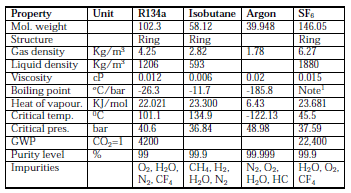 Property Unit R134a Isobutane Argon SF₆
Mol. weight 102.3 58.12 39.948 146.05
Structure Ring Ring Ring
Gas density Kg/m³ 4.25 2.82 1.78 6.27
Liquid density Kg/m³ 1206 593 1880
Viscosity cP 0.012 0.006 0.02 0.015
Boiling point °C/bar -26.3 -11.7 -185.8 Note¹
Heat of vapour. KJ/mol 22.021 23.300 6.43 23.681
Critical temp. °C 101.1 134.9 -122.13 45.5
Critical pres. bar 40.6 36.84 48.98 37.59
GWP CO₂=1 4200 22,400
Purity level % 99 99.9 99.999 99.9
Impurities O₂, H₂O, CH₄, H₂, N₂, O₂, H₂O, O₂,
N₂, CF₄ H₂O, N₂ H₂O, HC CF₄